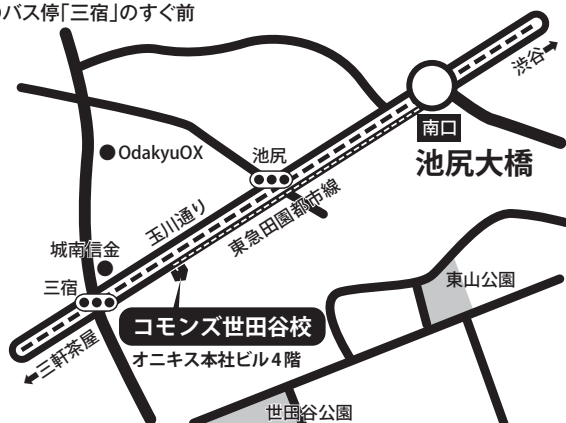 バス停「三宿」のすぐ前
渋谷
南口
池尻大橋
OdakyuOX
池尻
玉川通り
東急田園都市線
城南信金
三宿
東山公園
コモンズ世田谷校
三軒茶屋
オニキス本社ビル4階
世田谷公園